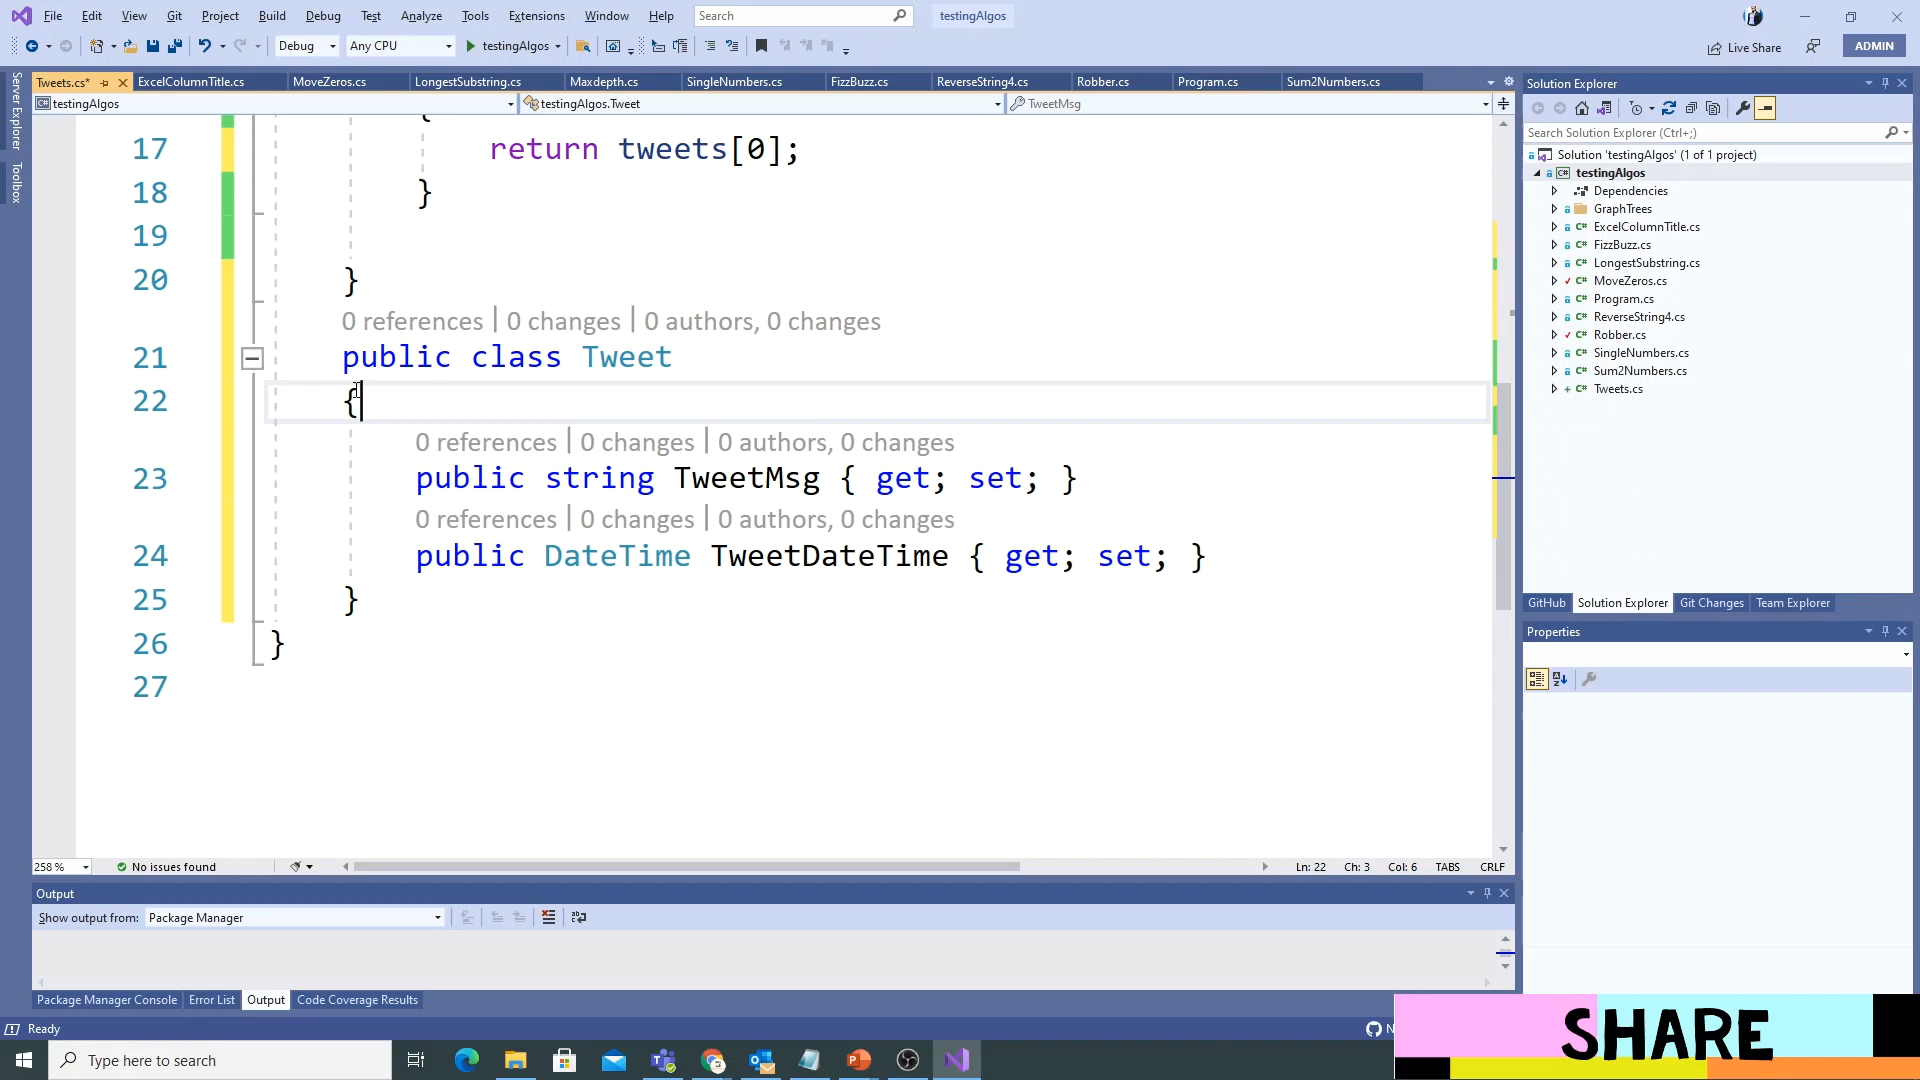 File Edit View Git Project Build Debug Test Analyze Tools Extensions Window Help Search testingAlgos
Debug Any CPU testingAlgos Live Share ADMIN
Server Explorer
Toolbox
Tweets.cs* ExcelColumnTitle.cs MoveZeros.cs LongestSubstring.cs Maxdepth.cs SingleNumbers.cs FizzBuzz.cs ReverseString4.cs Robber.cs Program.cs Sum2Numbers.cs
testingAlgos testingAlgos.Tweet TweetMsg
{
17 return tweets[0];
18 }
19
20 }
0 references | 0 changes | 0 authors, 0 changes
21 public class Tweet
22 {
0 references | 0 changes | 0 authors, 0 changes
23 public string TweetMsg { get; set; }
0 references | 0 changes | 0 authors, 0 changes
24 public DateTime TweetDateTime { get; set; }
25 }
26 }
27
258 % No issues found Ln: 22 Ch: 3 Col: 6 TABS CRLF
Output
Show output from: Package Manager
Package Manager Console Error List Output Code Coverage Results
Solution Explorer
Search Solution Explorer (Ctrl+;)
Solution 'testingAlgos' (1 of 1 project)
C# testingAlgos
Dependencies
GraphTrees
C# ExcelColumnTitle.cs
C# FizzBuzz.cs
C# LongestSubstring.cs
C# MoveZeros.cs
C# Program.cs
C# ReverseString4.cs
C# Robber.cs
C# SingleNumbers.cs
C# Sum2Numbers.cs
C# Tweets.cs
GitHub Solution Explorer Git Changes Team Explorer
Properties
Ready
N
SHARE
Type here to search